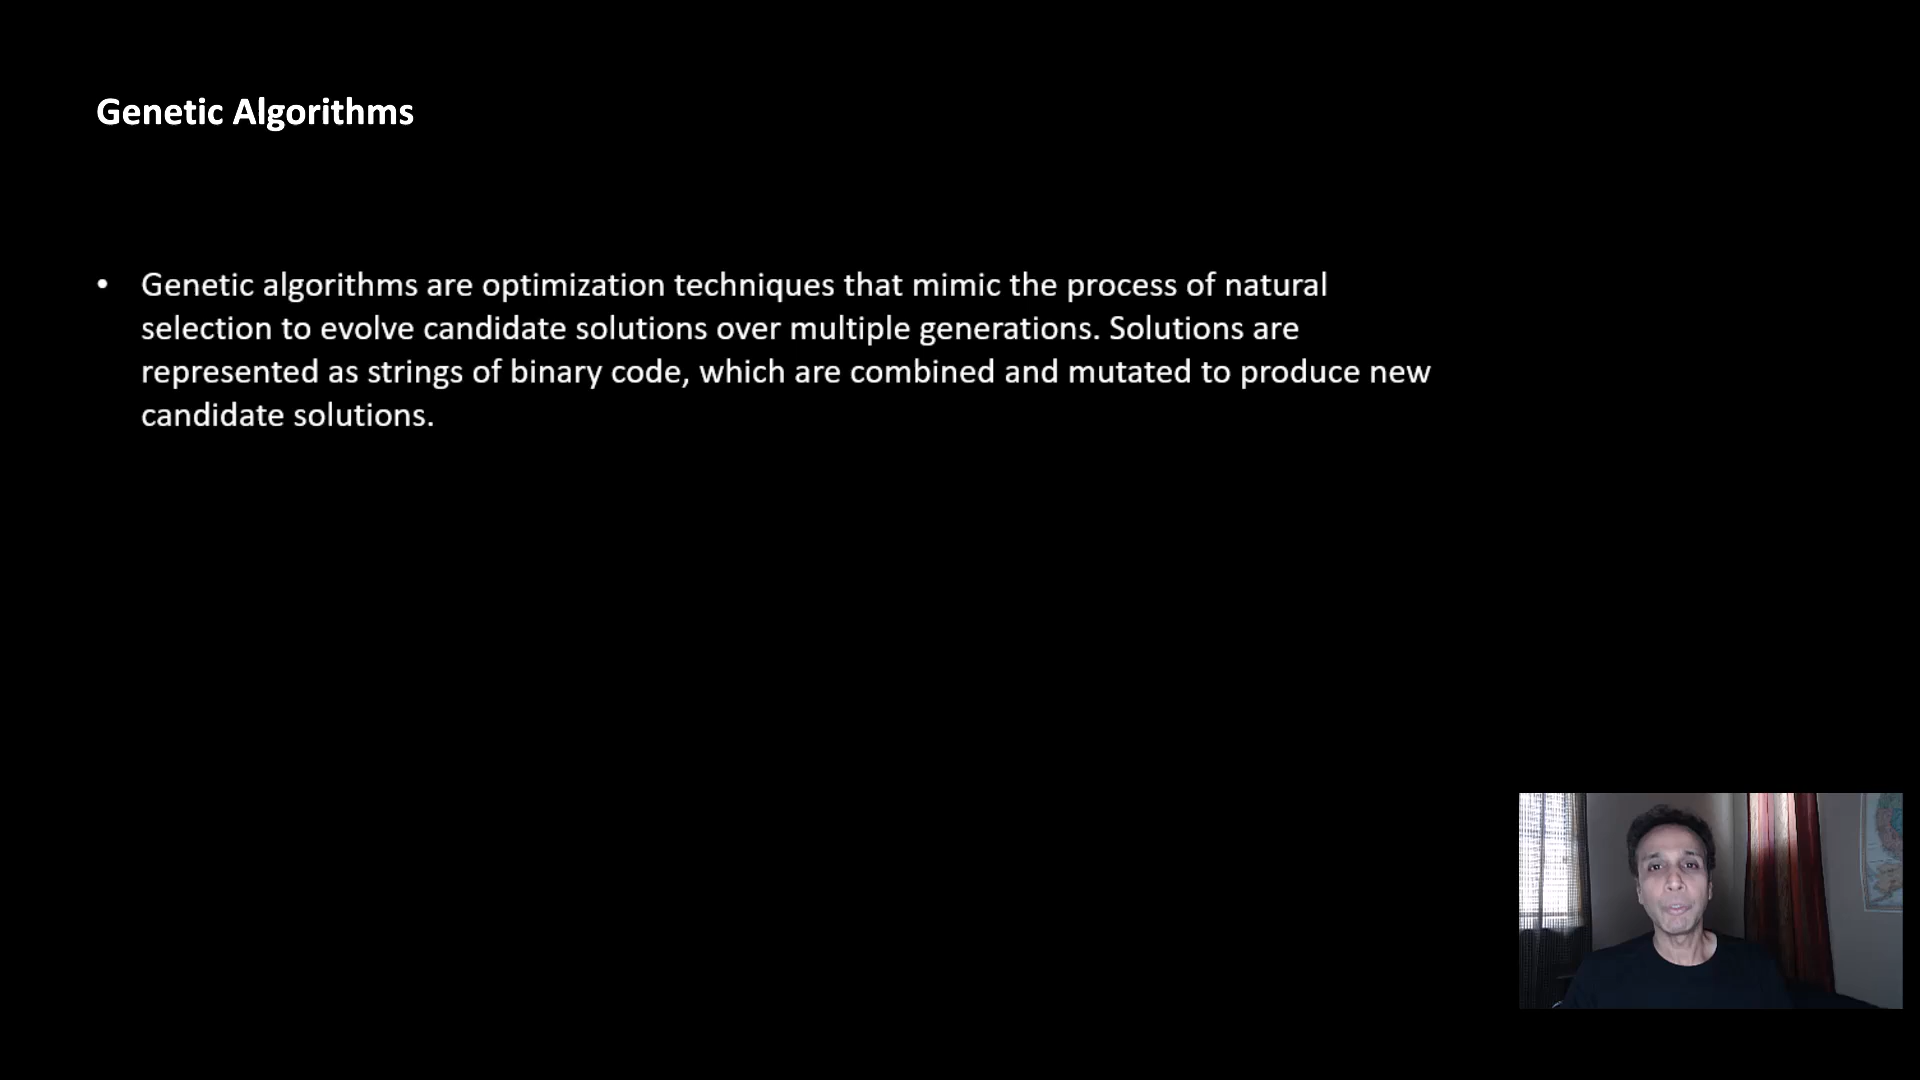 Genetic Algorithms
• Genetic algorithms are optimization techniques that mimic the process of natural
selection to evolve candidate solutions over multiple generations. Solutions are
represented as strings of binary code, which are combined and mutated to produce new
candidate solutions.